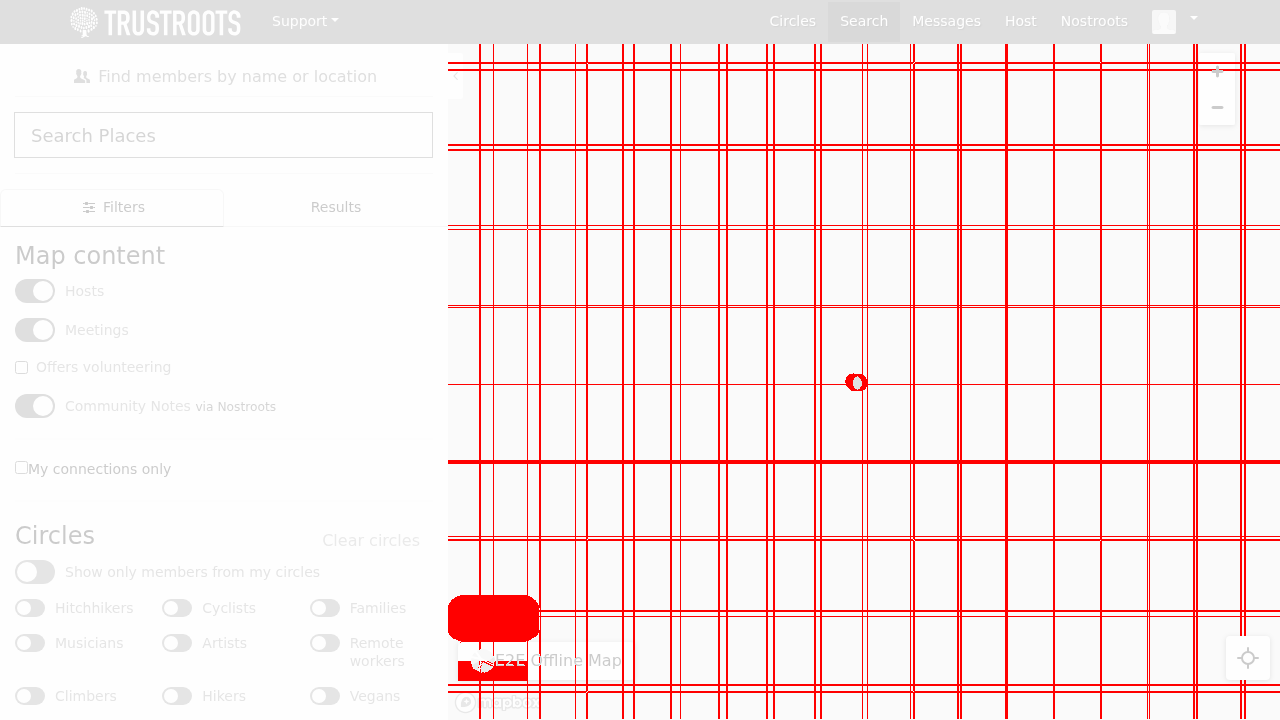 TRUSTROOTS Support Circles Search Messages Host Nostroots
Find members by name or location
Search Places
Filters Results
Map content
Hosts
Meetings
Offers volunteering
Community Notes via Nostroots
My connections only
Circles Clear circles
Show only members from my circles
Hitchhikers Cyclists Families
Musicians Artists Remote workers
Climbers Hikers Vegans
E2E Offline Map
mapbox